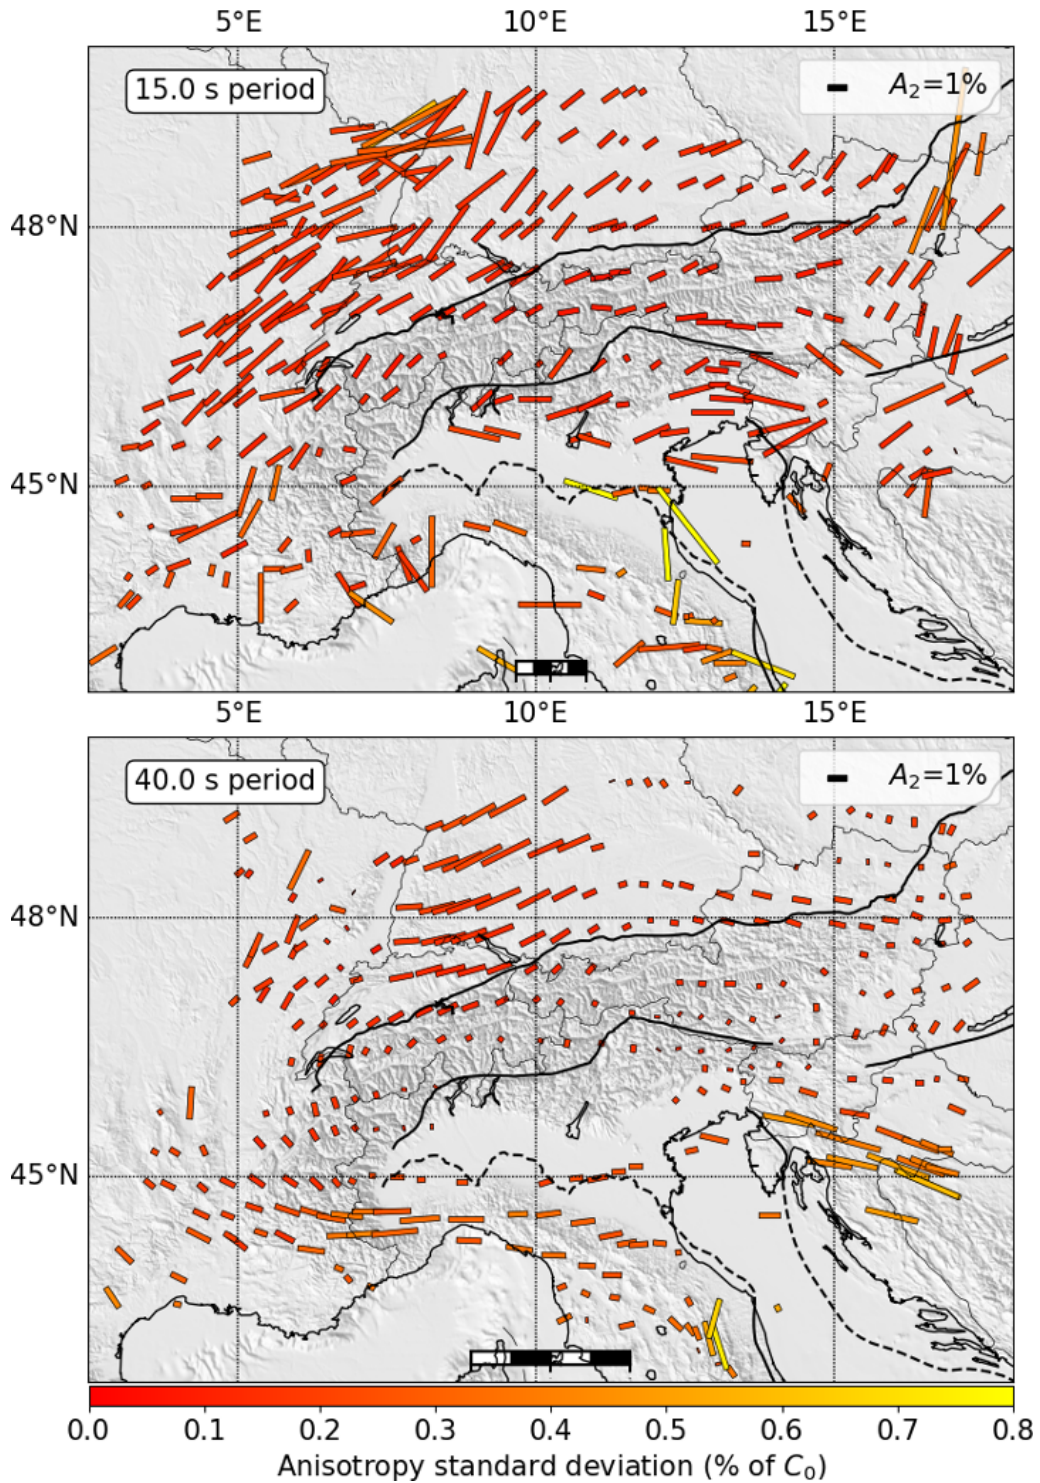 5°E 10°E 15°E
15.0 s period
A₂=1%
48°N
45°N
5°E 10°E 15°E
40.0 s period
A₂=1%
48°N
45°N
0.0 0.1 0.2 0.3 0.4 0.5 0.6 0.7 0.8
Anisotropy standard deviation (% of C₀)